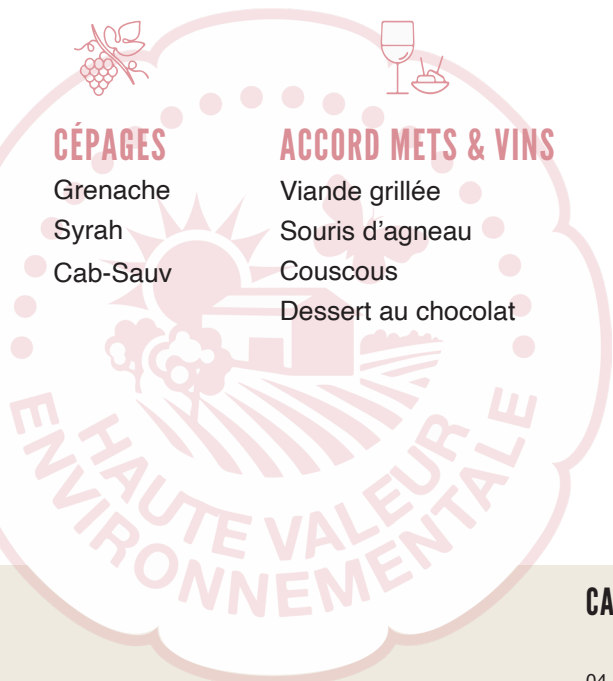 CÉPAGES
Grenache
Syrah
Cab-Sauv
ACCORD METS & VINS
Viande grillée
Souris d'agneau
Couscous
Dessert au chocolat
HAUTE VALEUR
ENVIRONNEMENTALE
CA